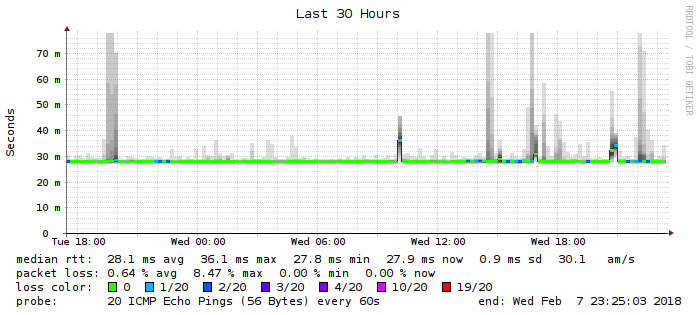 Last 30 Hours
RRDTOOL / TOBI OETIKER
Seconds
70 m
60 m
50 m
40 m
30 m
20 m
10 m
0
Tue 18:00 Wed 00:00 Wed 06:00 Wed 12:00 Wed 18:00
median rtt: 28.1 ms avg 36.1 ms max 27.8 ms min 27.9 ms now 0.9 ms sd 30.1 am/s
packet loss: 0.64 % avg 8.47 % max 0.00 % min 0.00 % now
loss color: 0 1/20 2/20 3/20 4/20 10/20 19/20
probe: 20 ICMP Echo Pings (56 Bytes) every 60s end: Wed Feb 7 23:25:03 2018